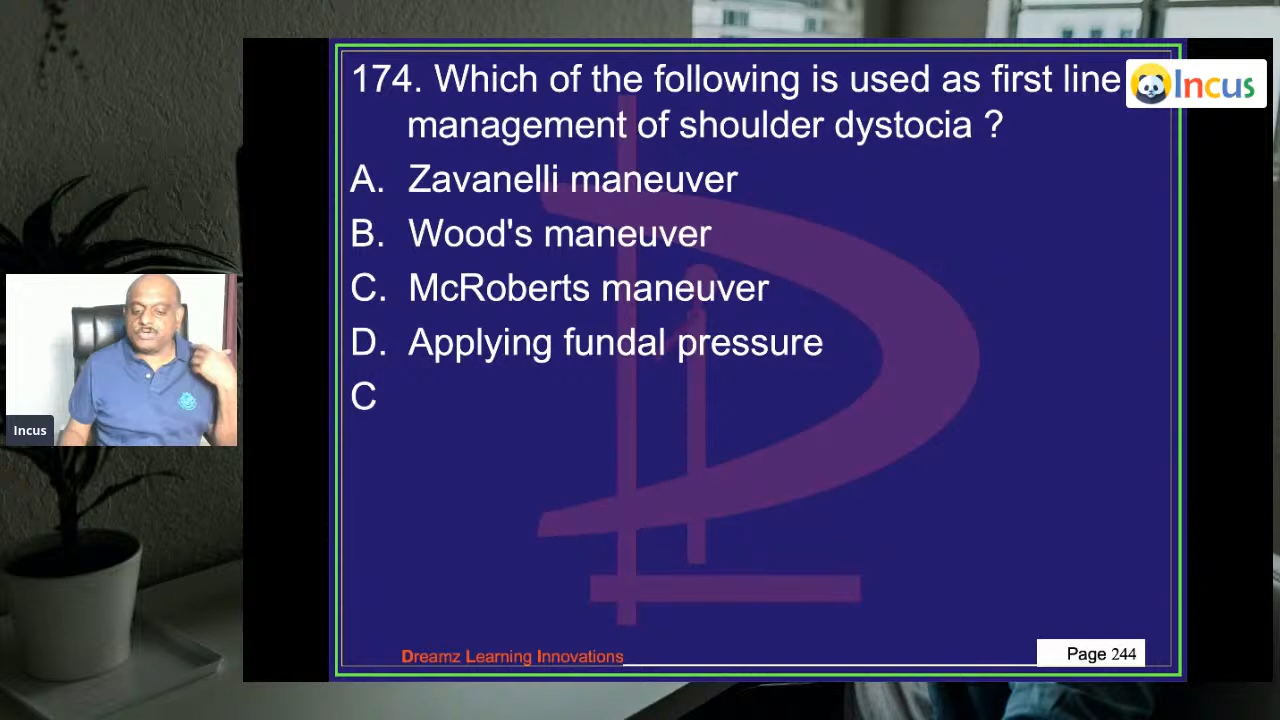 174. Which of the following is used as first line
management of shoulder dystocia ?
A. Zavanelli maneuver
B. Wood's maneuver
C. McRoberts maneuver
D. Applying fundal pressure
C
Incus
Incus
Dreamz Learning Innovations
Page 244